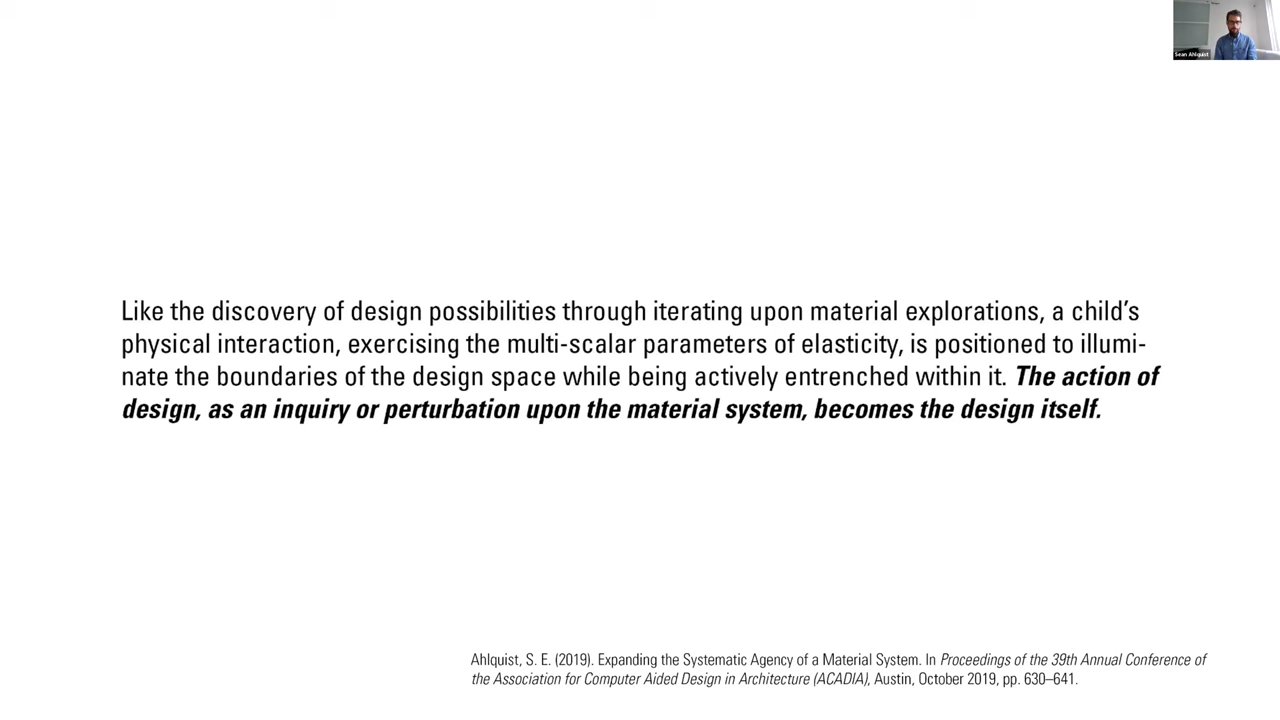 Sean Ahlquist
Like the discovery of design possibilities through iterating upon material explorations, a child’s
physical interaction, exercising the multi-scalar parameters of elasticity, is positioned to illumi-
nate the boundaries of the design space while being actively entrenched within it. The action of
design, as an inquiry or perturbation upon the material system, becomes the design itself.
Ahlquist, S. E. (2019). Expanding the Systematic Agency of a Material System. In Proceedings of the 39th Annual Conference of
the Association for Computer Aided Design in Architecture (ACADIA), Austin, October 2019, pp. 630–641.